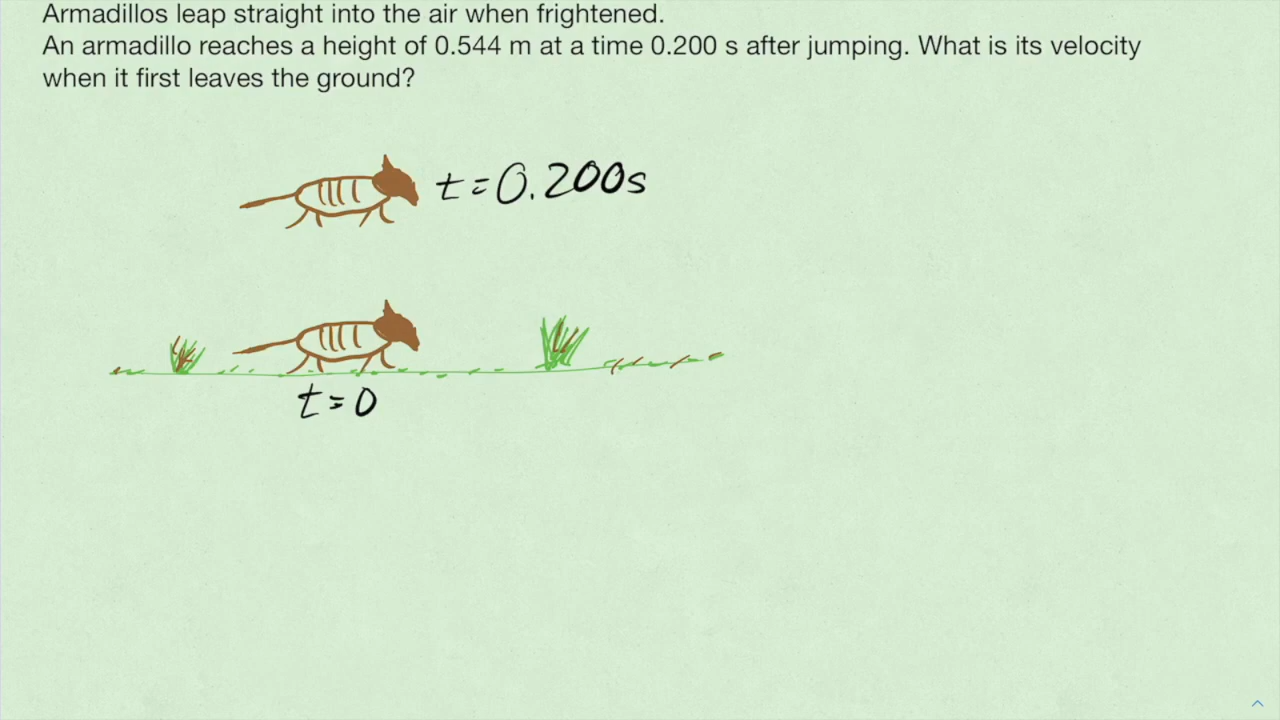 Armadillos leap straight into the air when frightened.
An armadillo reaches a height of 0.544 m at a time 0.200 s after jumping. What is its velocity
when it first leaves the ground?
t=0.200s
t=0